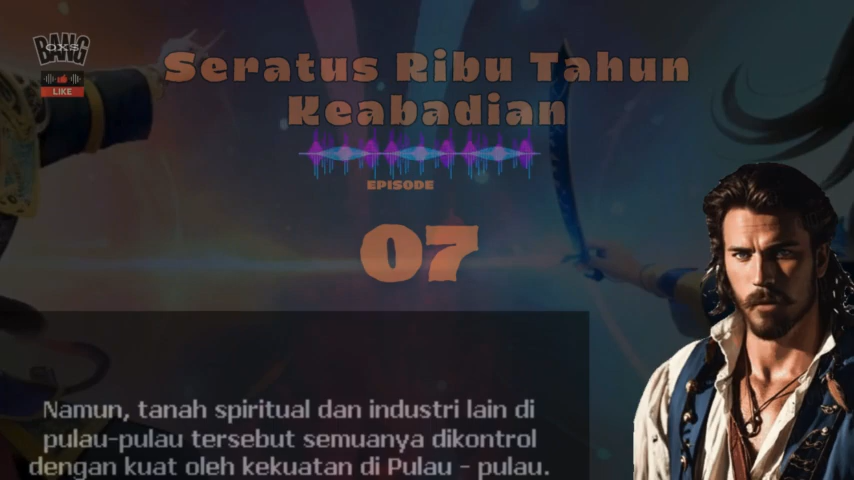 BANG
OXS
LIKE
Seratus Ribu Tahun
Keabadian
EPISODE
07
Namun, tanah spiritual dan industri lain di
pulau-pulau tersebut semuanya dikontrol
dengan kuat oleh kekuatan di Pulau - pulau.